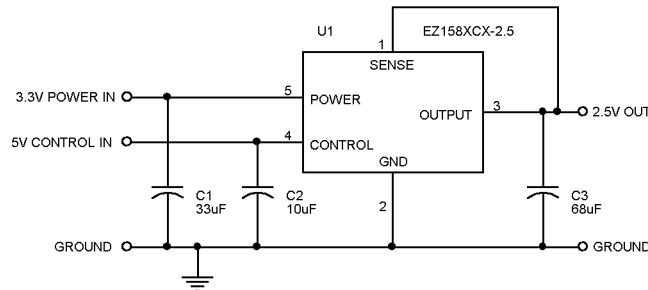 U1
EZ158XCX-2.5
1
SENSE
3.3V POWER IN
5
POWER
OUTPUT
3
2.5V OUT
5V CONTROL IN
4
CONTROL
GND
C1
33uF
C2
10uF
2
C3
68uF
GROUND
GROUND